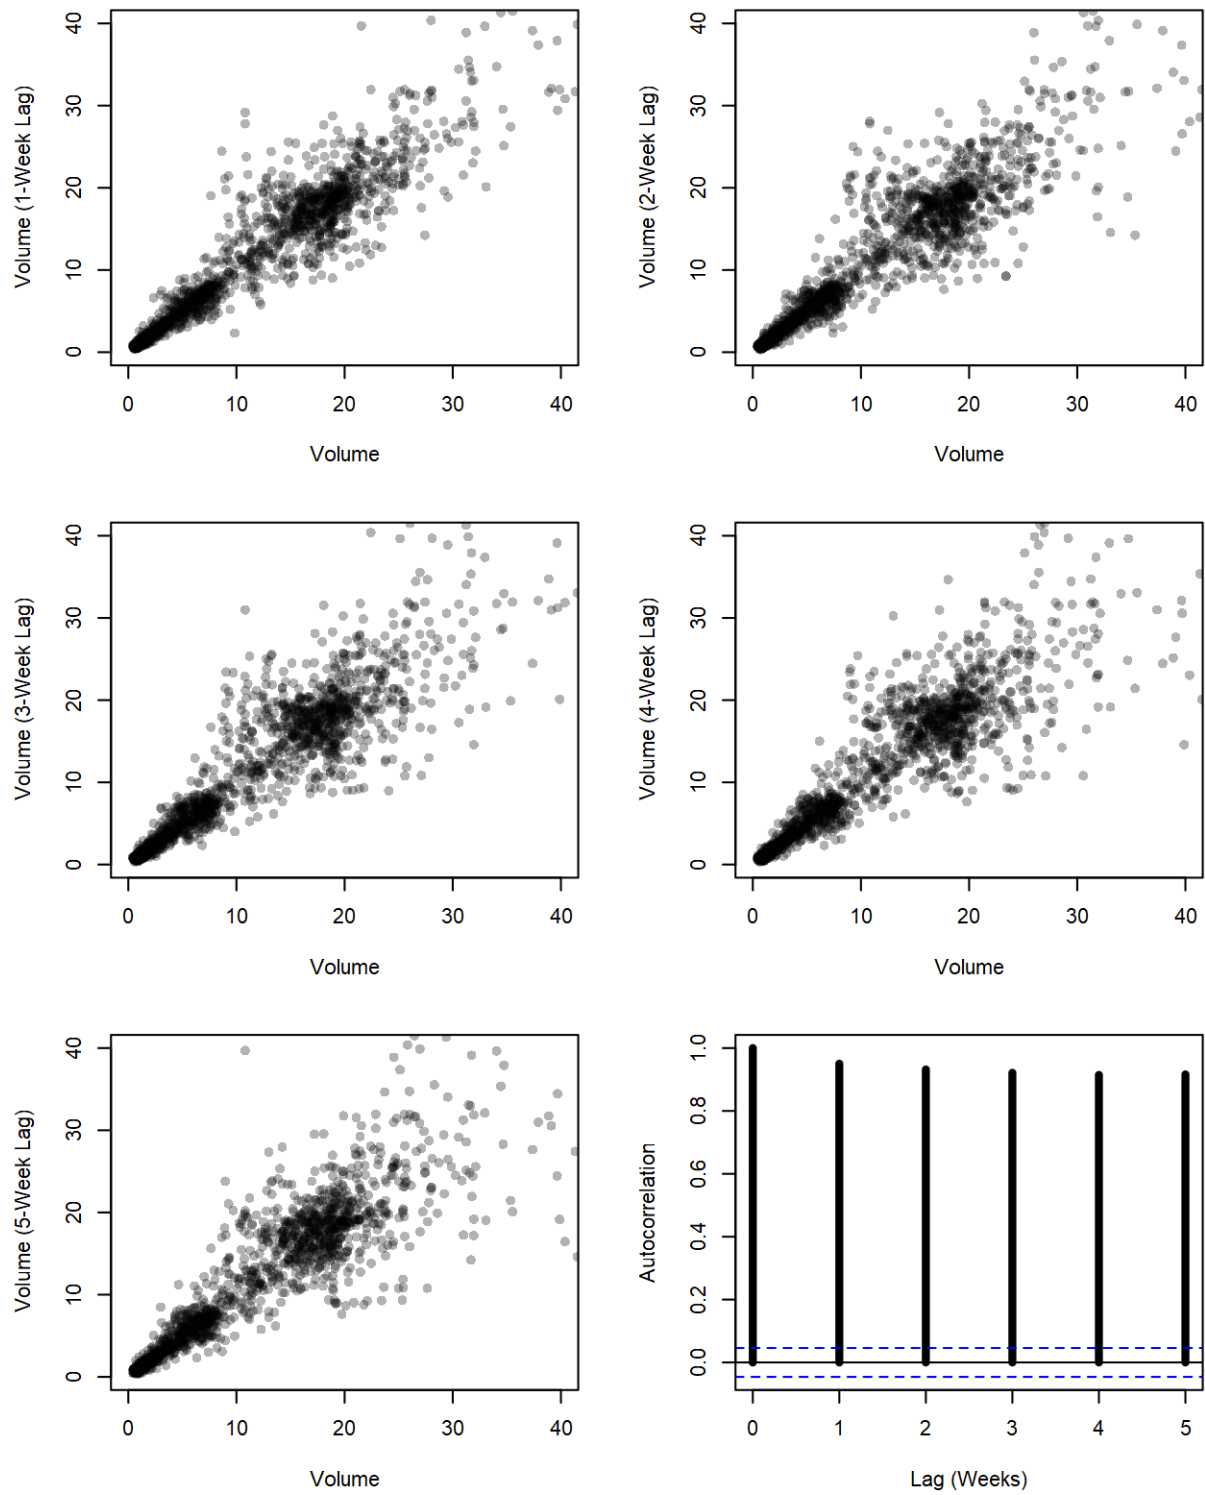 Volume (1-Week Lag)
40
30
20
10
0
0 10 20 30 40
Volume
Volume (2-Week Lag)
40
30
20
10
0
0 10 20 30 40
Volume
Volume (3-Week Lag)
40
30
20
10
0
0 10 20 30 40
Volume
Volume (4-Week Lag)
40
30
20
10
0
0 10 20 30 40
Volume
Volume (5-Week Lag)
40
30
20
10
0
0 10 20 30 40
Volume
Autocorrelation
1.0
0.8
0.6
0.4
0.2
0.0
0 1 2 3 4 5
Lag (Weeks)